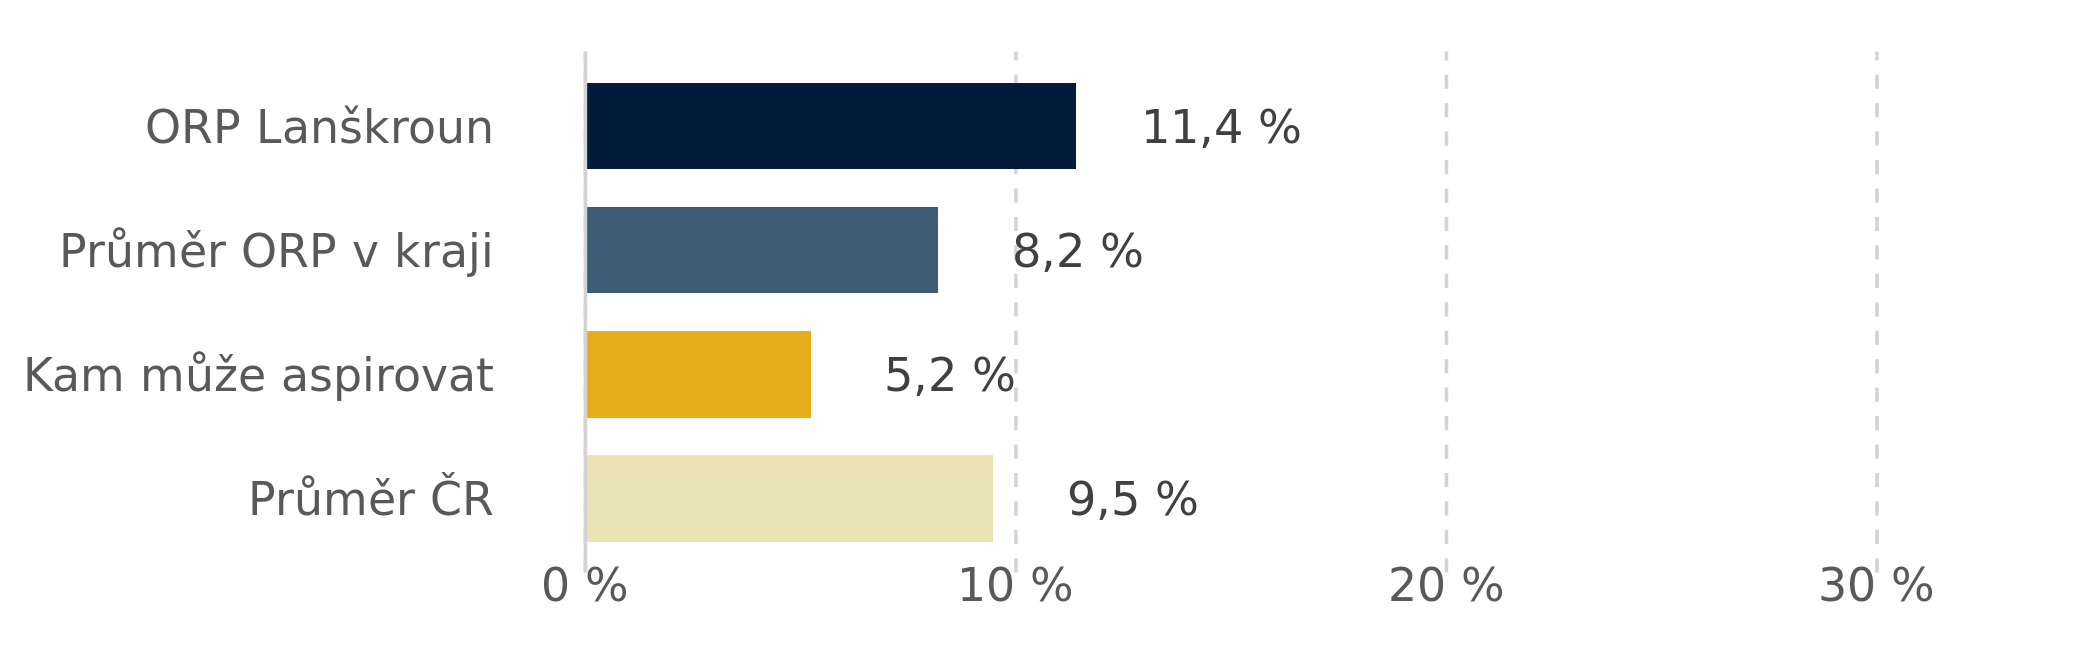 ORP Lanškroun 11,4 %
Průměr ORP v kraji 8,2 %
Kam může aspirovat 5,2 %
Průměr ČR 9,5 %
0 % 10 % 20 % 30 %